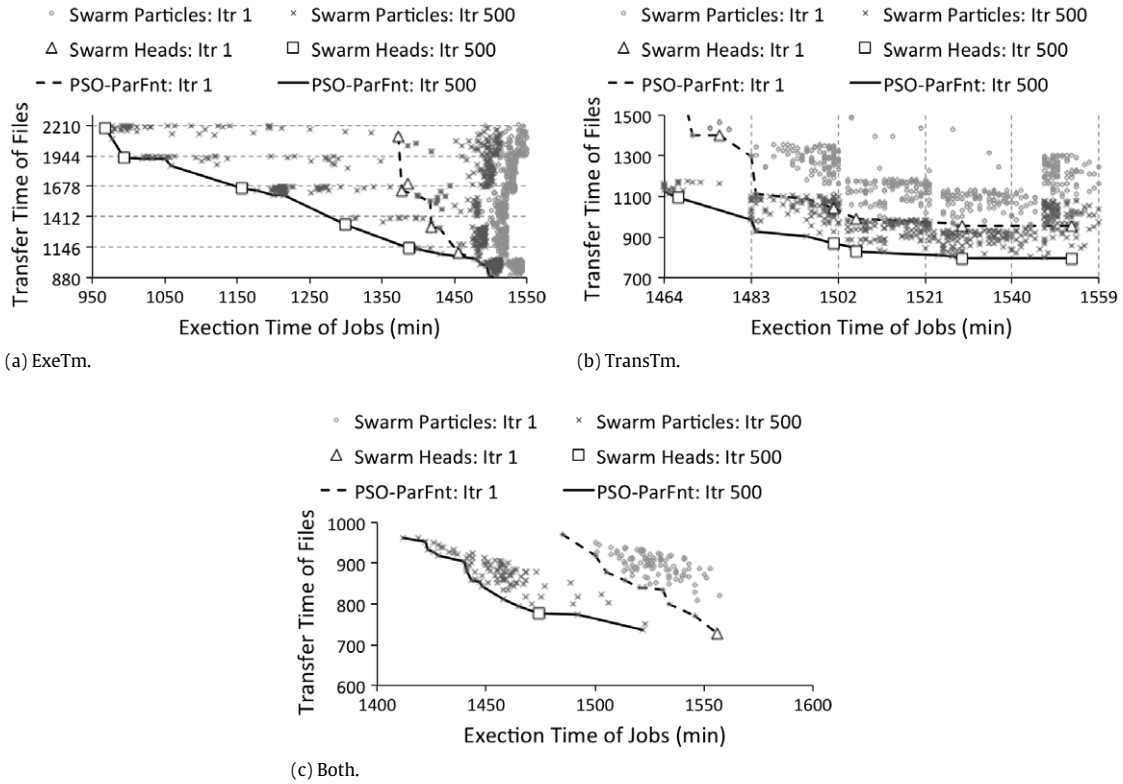 Swarm Particles: Itr 1 Swarm Particles: Itr 500
Swarm Heads: Itr 1 Swarm Heads: Itr 500
PSO-ParFnt: Itr 1 PSO-ParFnt: Itr 500
Transfer Time of Files
2210
1944
1678
1412
1146
880
950 1050 1150 1250 1350 1450 1550
Exection Time of Jobs (min)
(a) ExeTm.
Swarm Particles: Itr 1 Swarm Particles: Itr 500
Swarm Heads: Itr 1 Swarm Heads: Itr 500
PSO-ParFnt: Itr 1 PSO-ParFnt: Itr 500
Transfer Time of Files
1500
1300
1100
900
700
1464 1483 1502 1521 1540 1559
Exection Time of Jobs (min)
(b) TransTm.
Swarm Particles: Itr 1 Swarm Particles: Itr 500
Swarm Heads: Itr 1 Swarm Heads: Itr 500
PSO-ParFnt: Itr 1 PSO-ParFnt: Itr 500
Transfer Time of Files
1000
900
800
700
600
1400 1450 1500 1550 1600
Exection Time of Jobs (min)
(c) Both.